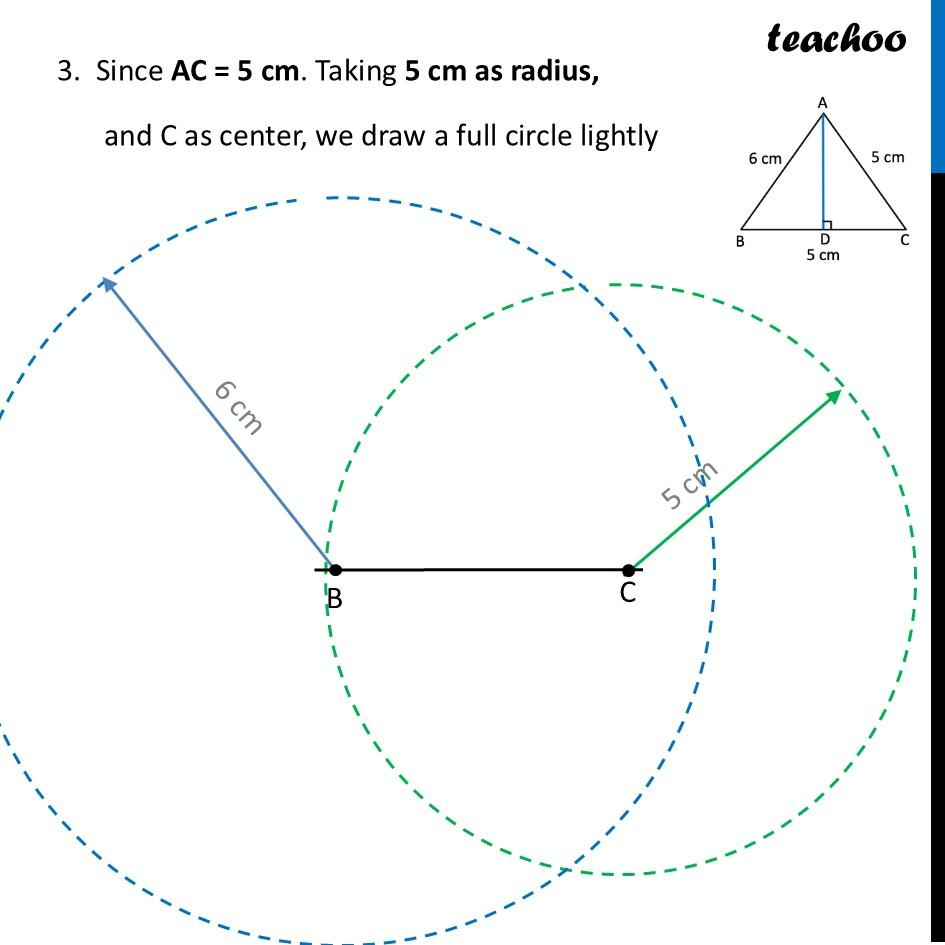 teachoo
3. Since AC = 5 cm. Taking 5 cm as radius,
and C as center, we draw a full circle lightly
A
6 cm
5 cm
B
D
C
5 cm
6 cm
5 cm
B
C